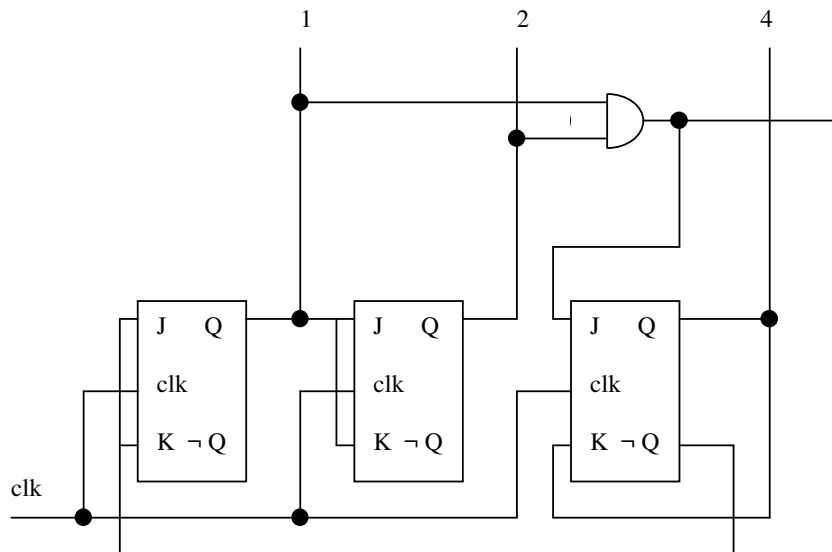 1 2 4
J Q J Q J Q
clk clk clk
K ¬ Q K ¬ Q K ¬ Q
clk